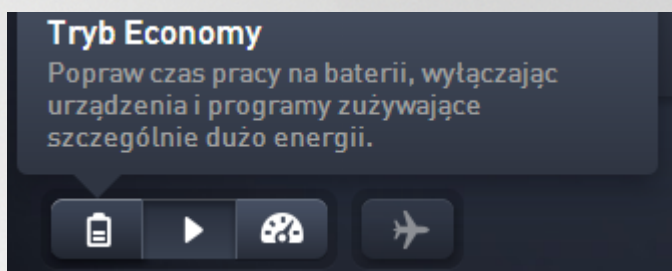 Tryb Economy
Popraw czas pracy na baterii, wyłączając
urządzenia i programy zużywające
szczególnie dużo energii.